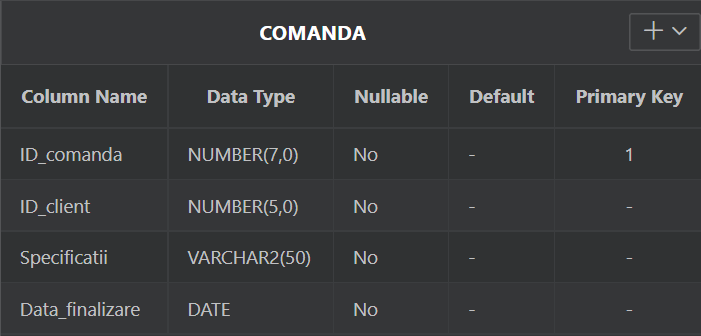 COMANDA
Column Name Data Type Nullable Default Primary Key
ID_comanda NUMBER(7,0) No - 1
ID_client NUMBER(5,0) No - -
Specificatii VARCHAR2(50) No - -
Data_finalizare DATE No - -